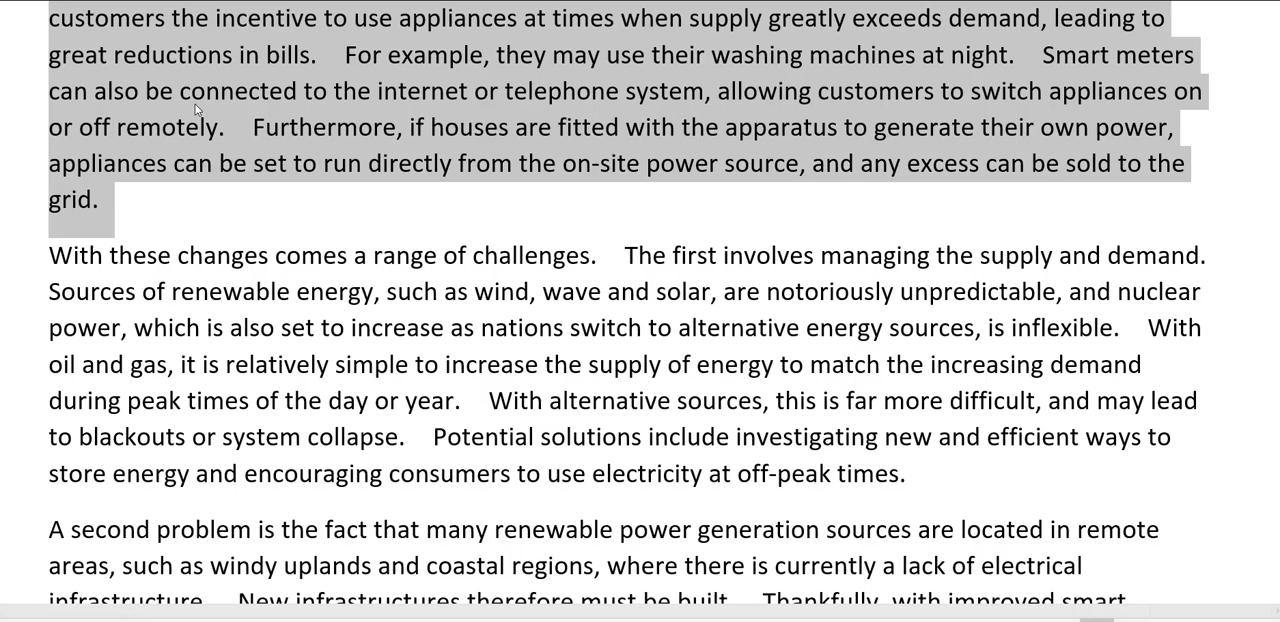 customers the incentive to use appliances at times when supply greatly exceeds demand, leading to
great reductions in bills. For example, they may use their washing machines at night. Smart meters
can also be connected to the internet or telephone system, allowing customers to switch appliances on
or off remotely. Furthermore, if houses are fitted with the apparatus to generate their own power,
appliances can be set to run directly from the on-site power source, and any excess can be sold to the
grid.
With these changes comes a range of challenges. The first involves managing the supply and demand.
Sources of renewable energy, such as wind, wave and solar, are notoriously unpredictable, and nuclear
power, which is also set to increase as nations switch to alternative energy sources, is inflexible. With
oil and gas, it is relatively simple to increase the supply of energy to match the increasing demand
during peak times of the day or year. With alternative sources, this is far more difficult, and may lead
to blackouts or system collapse. Potential solutions include investigating new and efficient ways to
store energy and encouraging consumers to use electricity at off-peak times.
A second problem is the fact that many renewable power generation sources are located in remote
areas, such as windy uplands and coastal regions, where there is currently a lack of electrical
infrastructure. New infrastructures therefore must be built. Thankfully, with improved smart